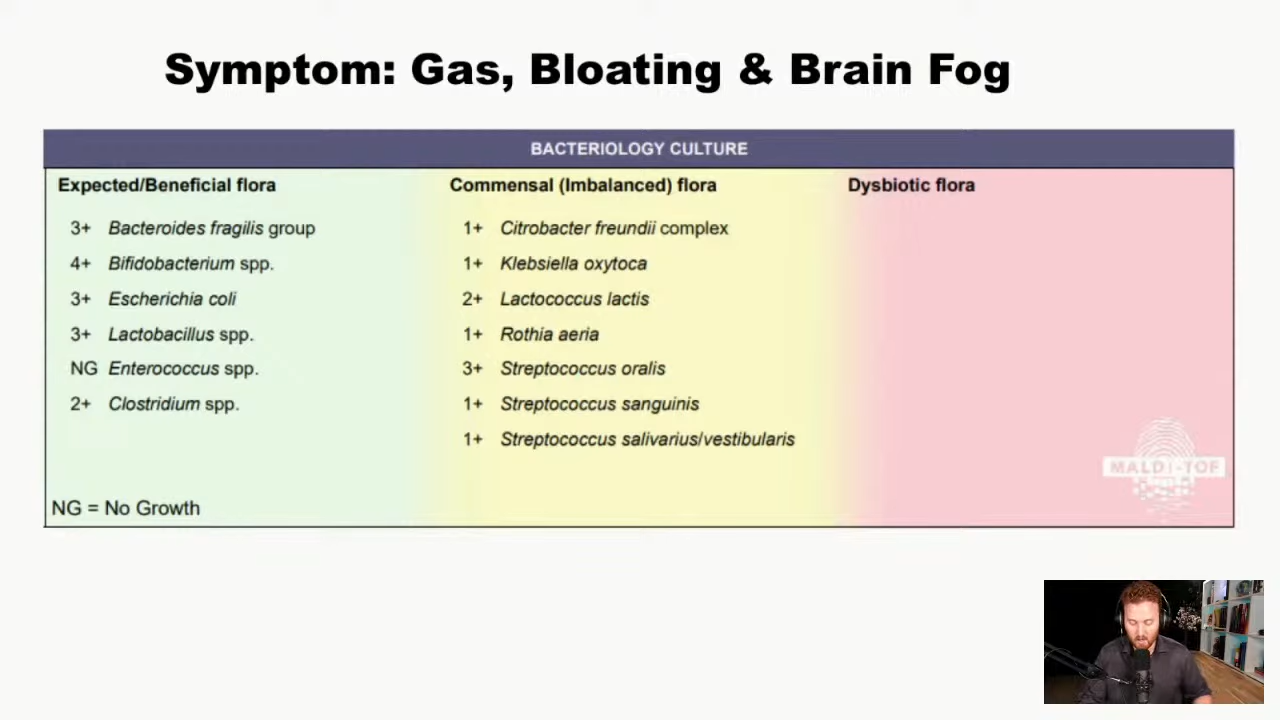 Symptom: Gas, Bloating & Brain Fog
BACTERIOLOGY CULTURE
Expected/Beneficial flora
3+ Bacteroides fragilis group
4+ Bifidobacterium spp.
3+ Escherichia coli
3+ Lactobacillus spp.
NG Enterococcus spp.
2+ Clostridium spp.
NG = No Growth
Commensal (Imbalanced) flora
1+ Citrobacter freundii complex
1+ Klebsiella oxytoca
2+ Lactococcus lactis
1+ Rothia aeria
3+ Streptococcus oralis
1+ Streptococcus sanguinis
1+ Streptococcus salivarius/vestibularis
Dysbiotic flora
MALDI-TOF